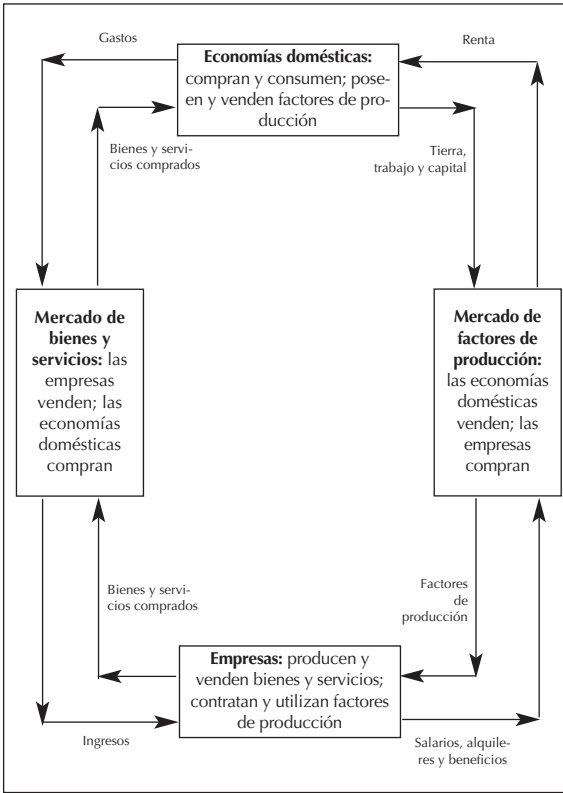 Gastos
Economías domésticas:
compran y consumen; pose-
en y venden factores de pro-
ducción
Renta
Bienes y servi-
cios comprados
Tierra,
trabajo y capital
Mercado de
bienes y
servicios: las
empresas
venden; las
economías
domésticas
compran
Mercado de
factores de
producción:
las economías
domésticas
venden; las
empresas
compran
Bienes y servi-
cios comprados
Factores
de
producción
Empresas: producen y
venden bienes y servicios;
contratan y utilizan factores
de producción
Ingresos
Salarios, alquile-
res y beneficios